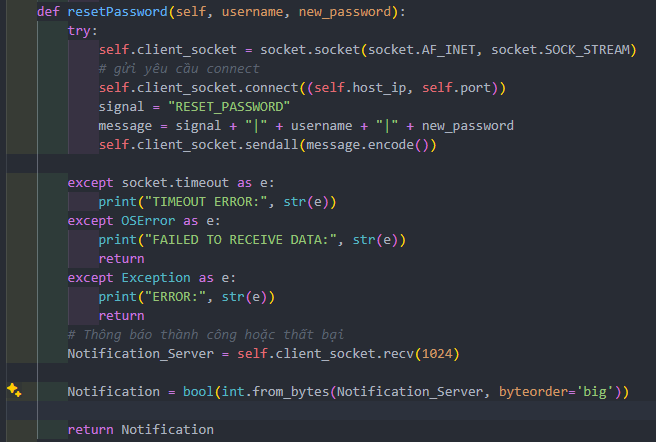 def resetPassword(self, username, new_password):
    try:
        self.client_socket = socket.socket(socket.AF_INET, socket.SOCK_STREAM)
        # gửi yêu cầu connect
        self.client_socket.connect((self.host_ip, self.port))
        signal = "RESET_PASSWORD"
        message = signal + "|" + username + "|" + new_password
        self.client_socket.sendall(message.encode())

    except socket.timeout as e:
        print("TIMEOUT ERROR:", str(e))
    except OSError as e:
        print("FAILED TO RECEIVE DATA:", str(e))
        return
    except Exception as e:
        print("ERROR:", str(e))
        return
    # Thông báo thành công hoặc thất bại
    Notification_Server = self.client_socket.recv(1024)

    Notification = bool(int.from_bytes(Notification_Server, byteorder='big'))

    return Notification